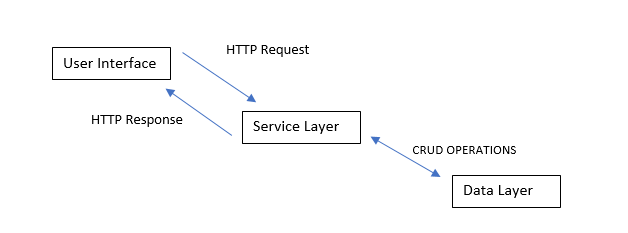 HTTP Request
User Interface
HTTP Response
Service Layer
CRUD OPERATIONS
Data Layer